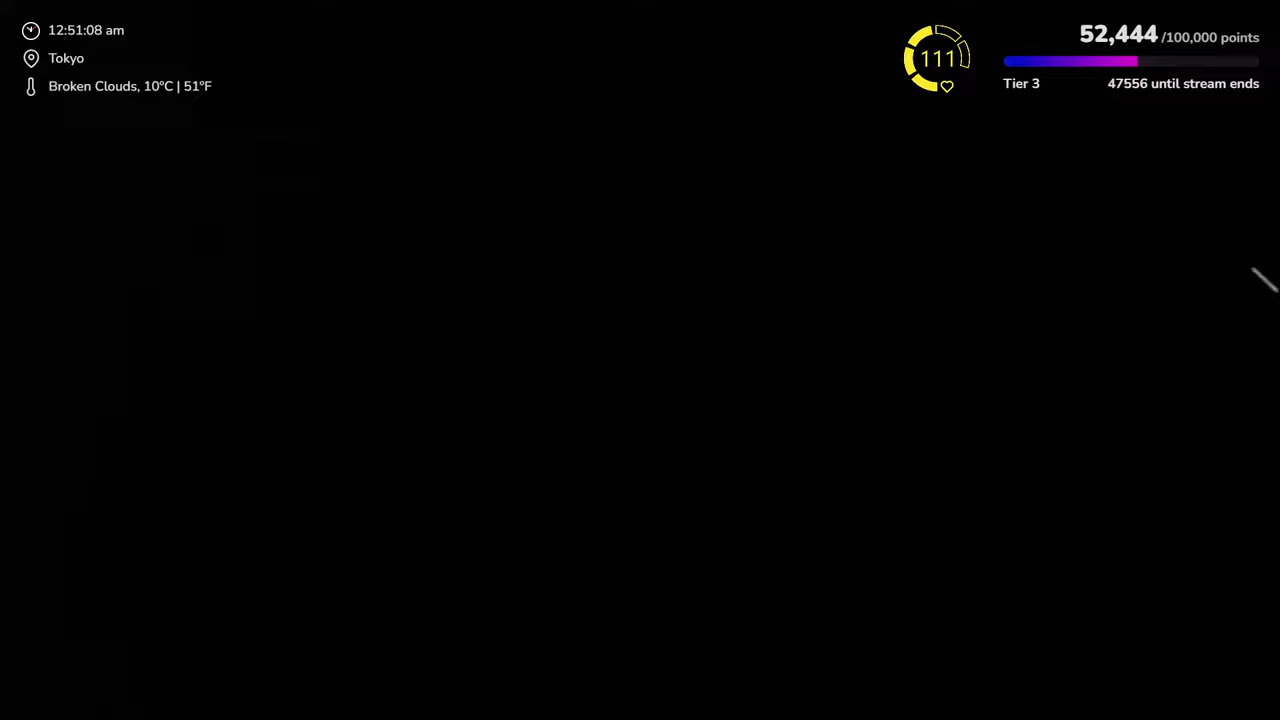 12:51:08 am
Tokyo
Broken Clouds, 10°C | 51°F
111
52,444 /100,000 points
Tier 3
47556 until stream ends